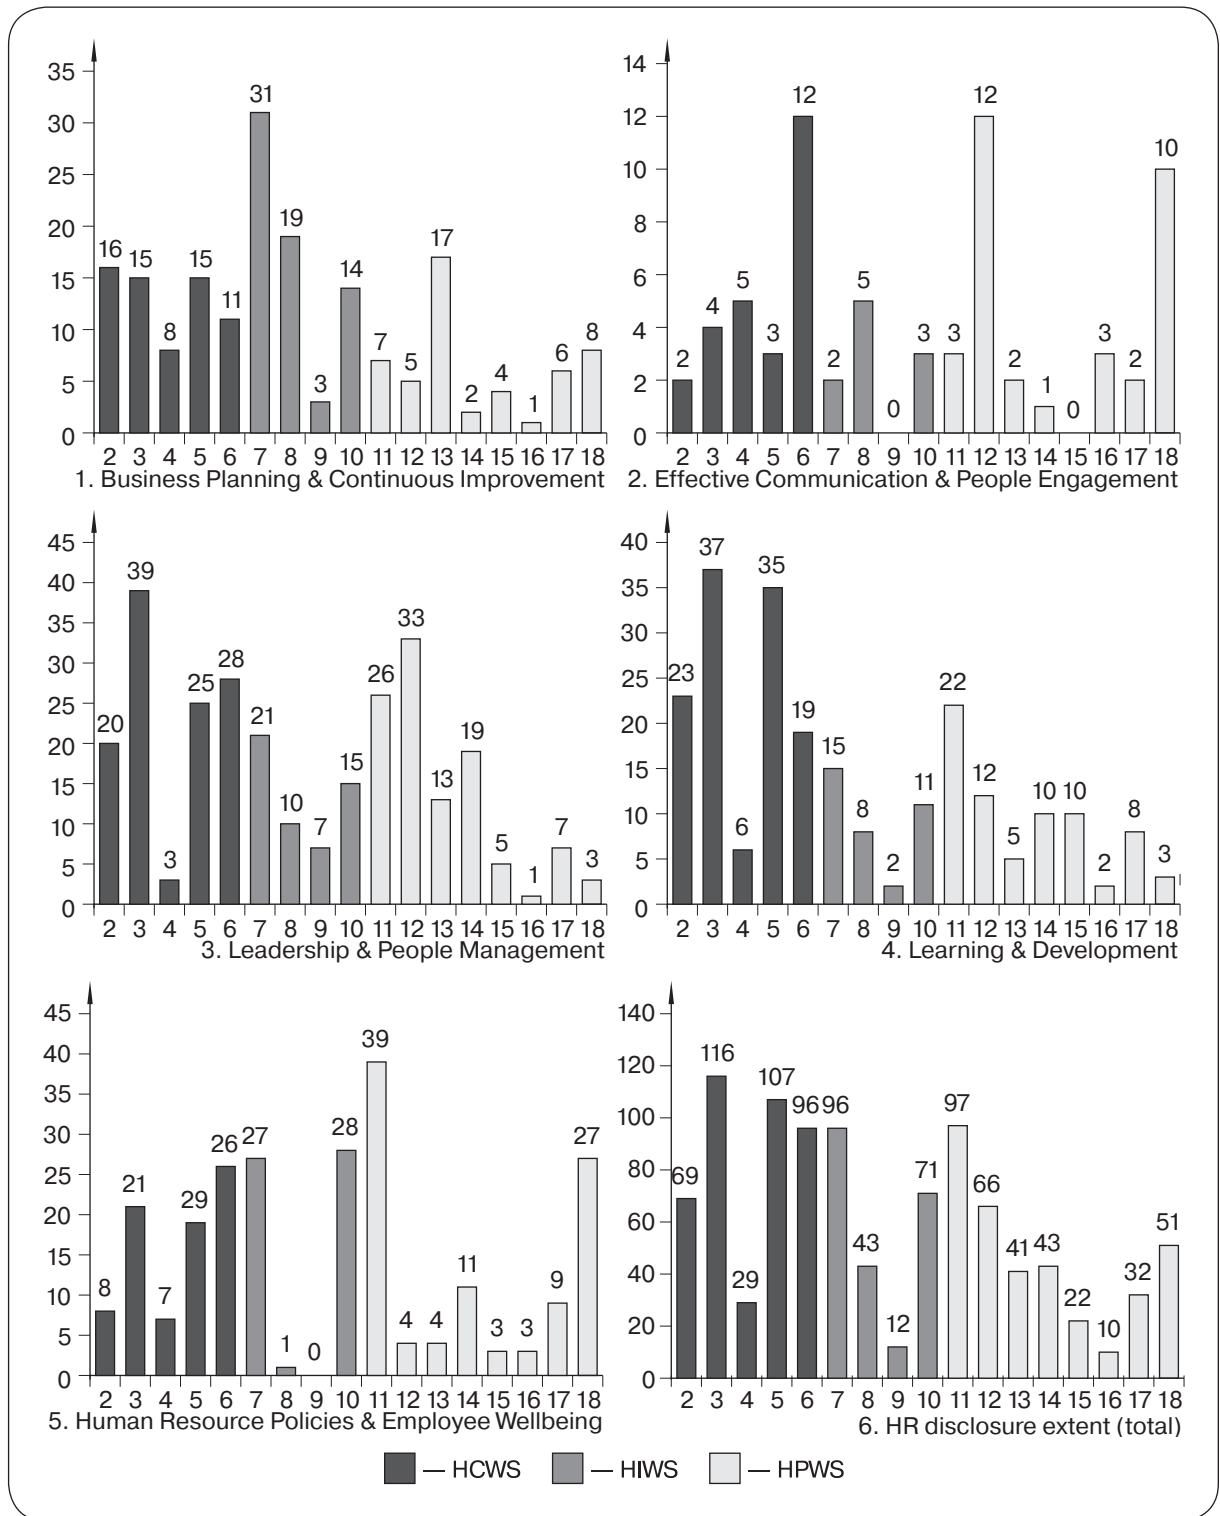 35
30
25
20
15
10
5
0
16 15 8 15 11 31 19 3 14 7 5 17 2 4 1 6 8
2 3 4 5 6 7 8 9 10 11 12 13 14 15 16 17 18
1. Business Planning & Continuous Improvement
14
12
10
8
6
4
2
0
2 4 5 3 12 2 5 0 3 3 12 2 1 0 3 2 10
2 3 4 5 6 7 8 9 10 11 12 13 14 15 16 17 18
2. Effective Communication & People Engagement
45
40
35
30
25
20
15
10
5
0
20 39 3 25 28 21 10 7 15 26 33 13 19 5 1 7 3
2 3 4 5 6 7 8 9 10 11 12 13 14 15 16 17 18
3. Leadership & People Management
40
35
30
25
20
15
10
5
0
23 37 6 35 19 15 8 2 11 22 12 5 10 10 2 8 3
2 3 4 5 6 7 8 9 10 11 12 13 14 15 16 17 18
4. Learning & Development
45
40
35
30
25
20
15
10
5
0
8 21 7 29 26 27 1 0 28 39 4 4 11 3 3 9 27
2 3 4 5 6 7 8 9 10 11 12 13 14 15 16 17 18
5. Human Resource Policies & Employee Wellbeing
140
120
100
80
60
40
20
0
69 116 29 107 96 96 43 12 71 97 66 41 43 22 10 32 51
2 3 4 5 6 7 8 9 10 11 12 13 14 15 16 17 18
6. HR disclosure extent (total)
— HCWS — HIWS — HPWS